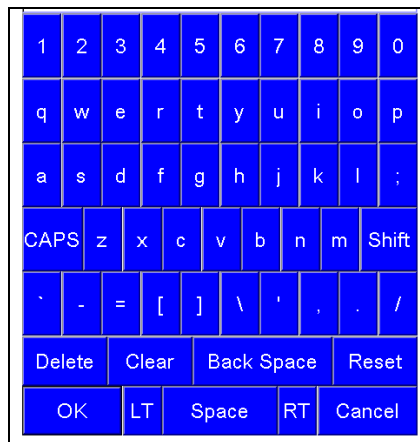 1 2 3 4 5 6 7 8 9 0
q w e r t y u i o p
a s d f g h j k l ;
CAPS z x c v b n m Shift
` - = [ ] \ ' , . /
Delete Clear Back Space Reset
OK LT Space RT Cancel